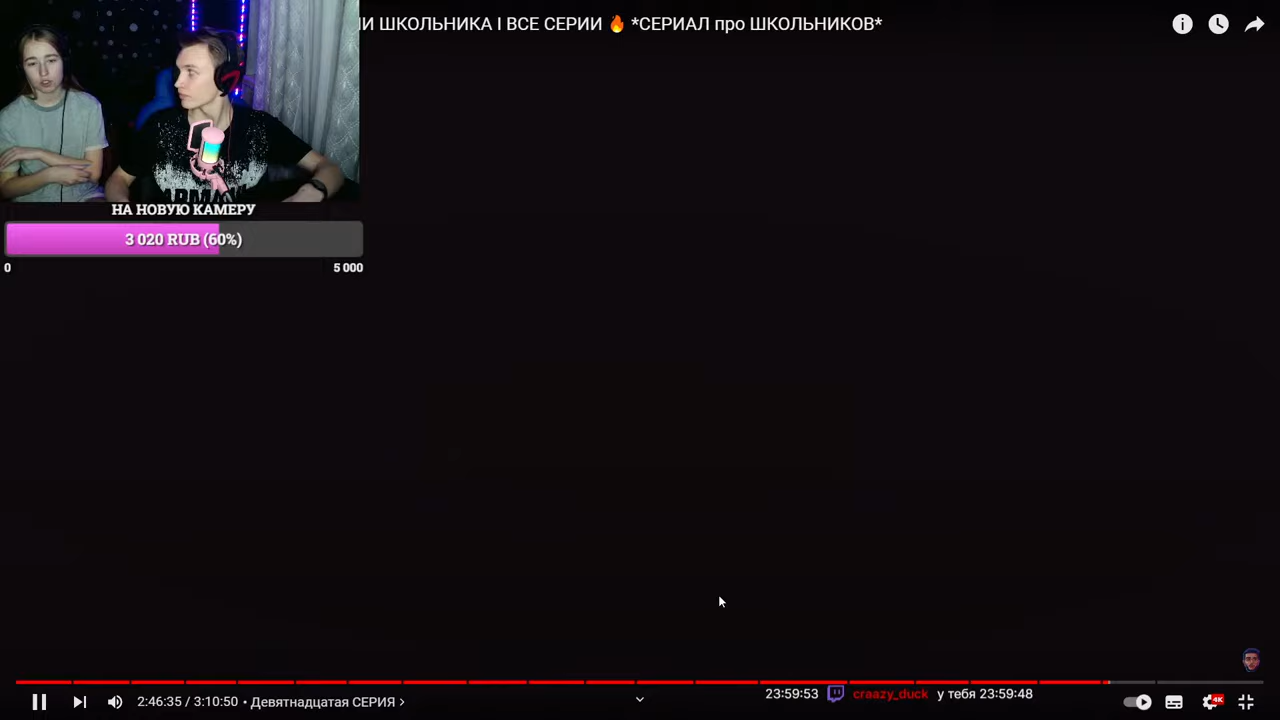 И ШКОЛЬНИКА I ВСЕ СЕРИИ 🔥 *СЕРИАЛ про ШКОЛЬНИКОВ*
НА НОВУЮ КАМЕРУ
3 020 RUB (60%)
0 5 000
2:46:35 / 3:10:50 • Девятнадцатая СЕРИЯ
23:59:53 craazy_duck у тебя 23:59:48
4K